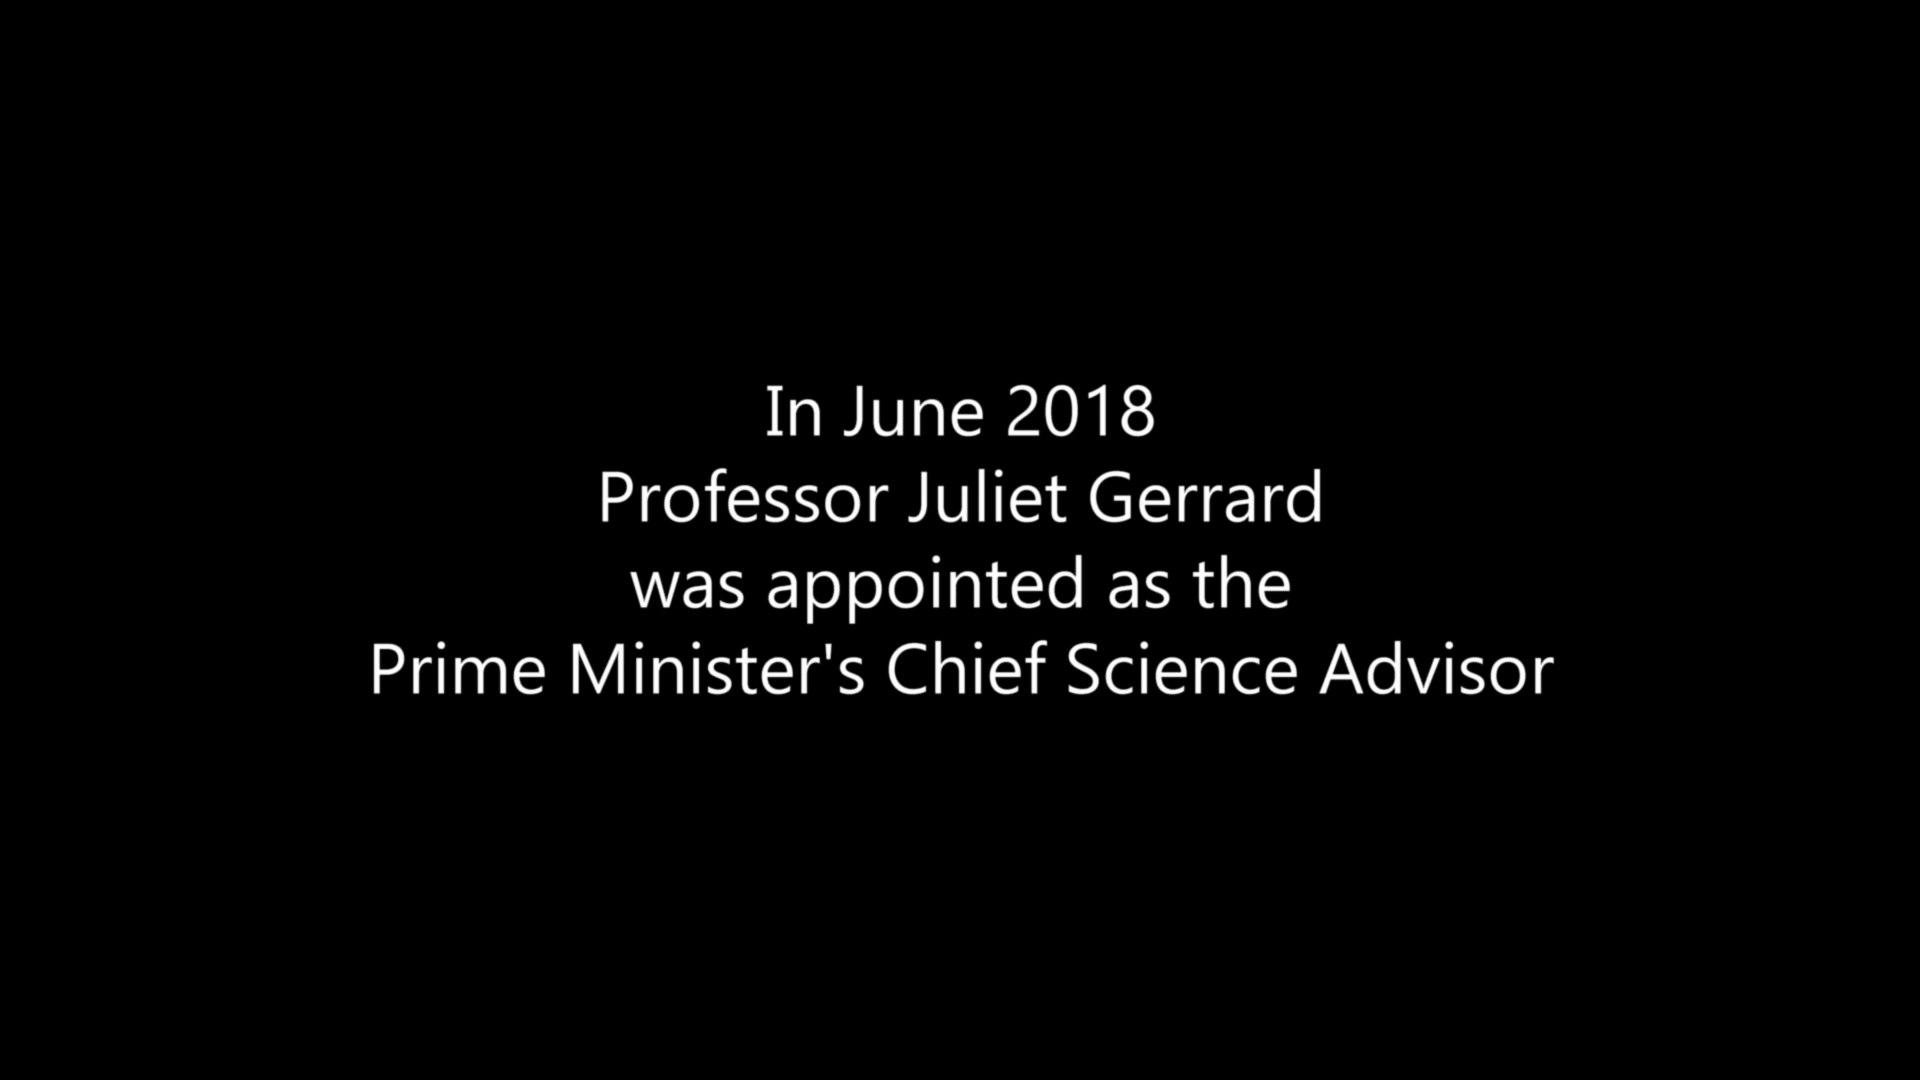 In June 2018
Professor Juliet Gerrard
was appointed as the
Prime Minister's Chief Science Advisor